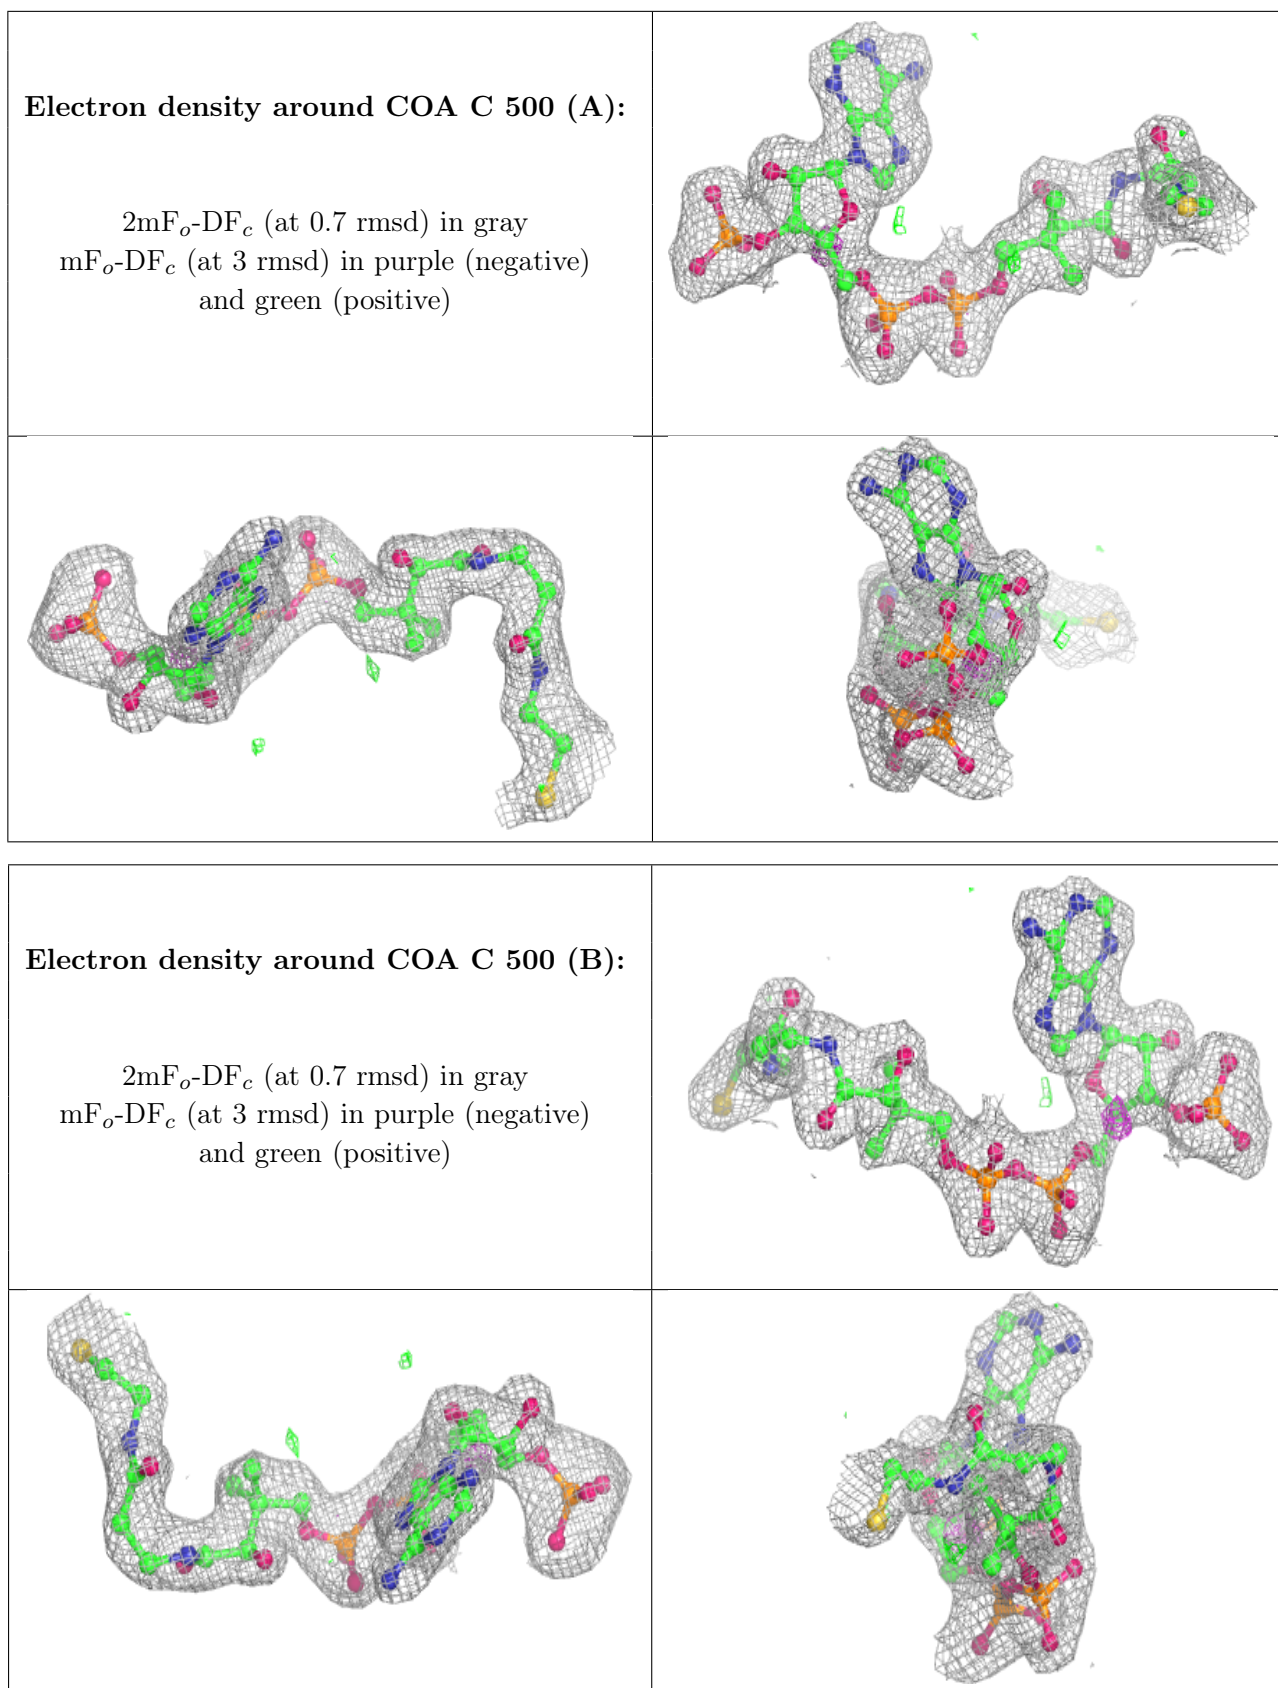 Electron density around COA C 500 (A):
2mFo-DFc (at 0.7 rmsd) in gray
mFo-DFc (at 3 rmsd) in purple (negative)
and green (positive)
Electron density around COA C 500 (B):
2mFo-DFc (at 0.7 rmsd) in gray
mFo-DFc (at 3 rmsd) in purple (negative)
and green (positive)